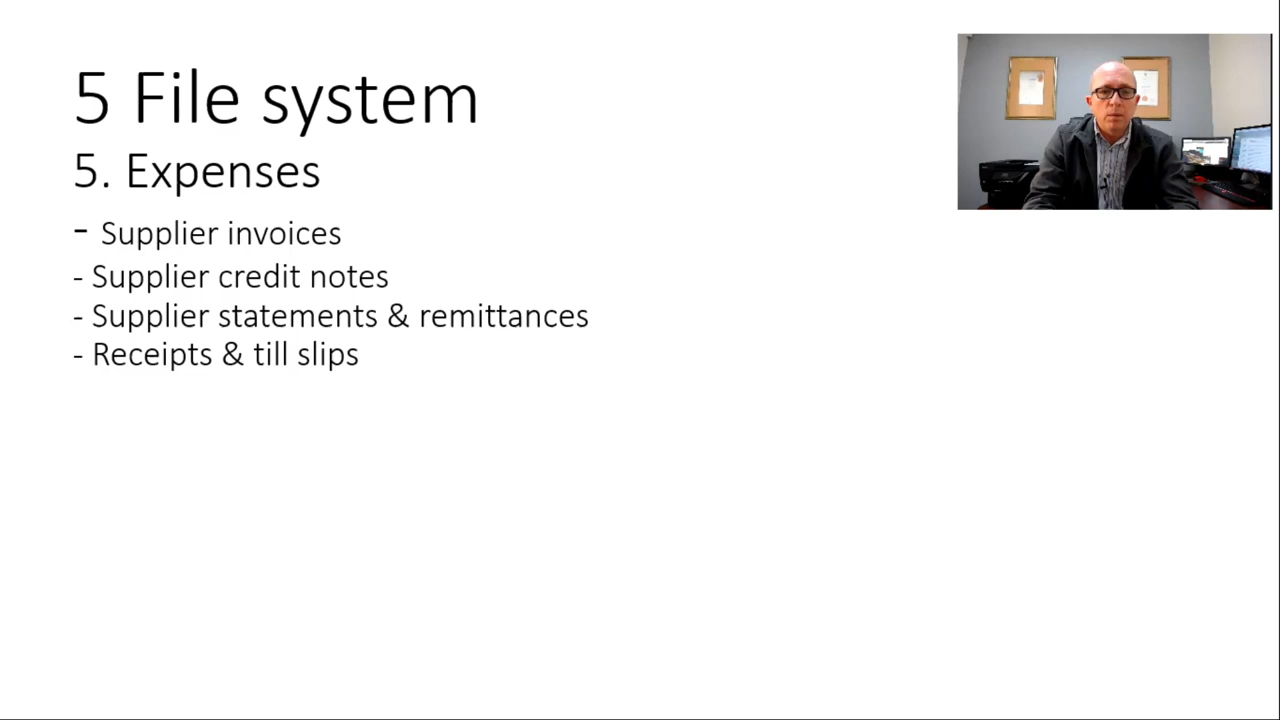 5 File system
5. Expenses
- Supplier invoices
- Supplier credit notes
- Supplier statements & remittances
- Receipts & till slips